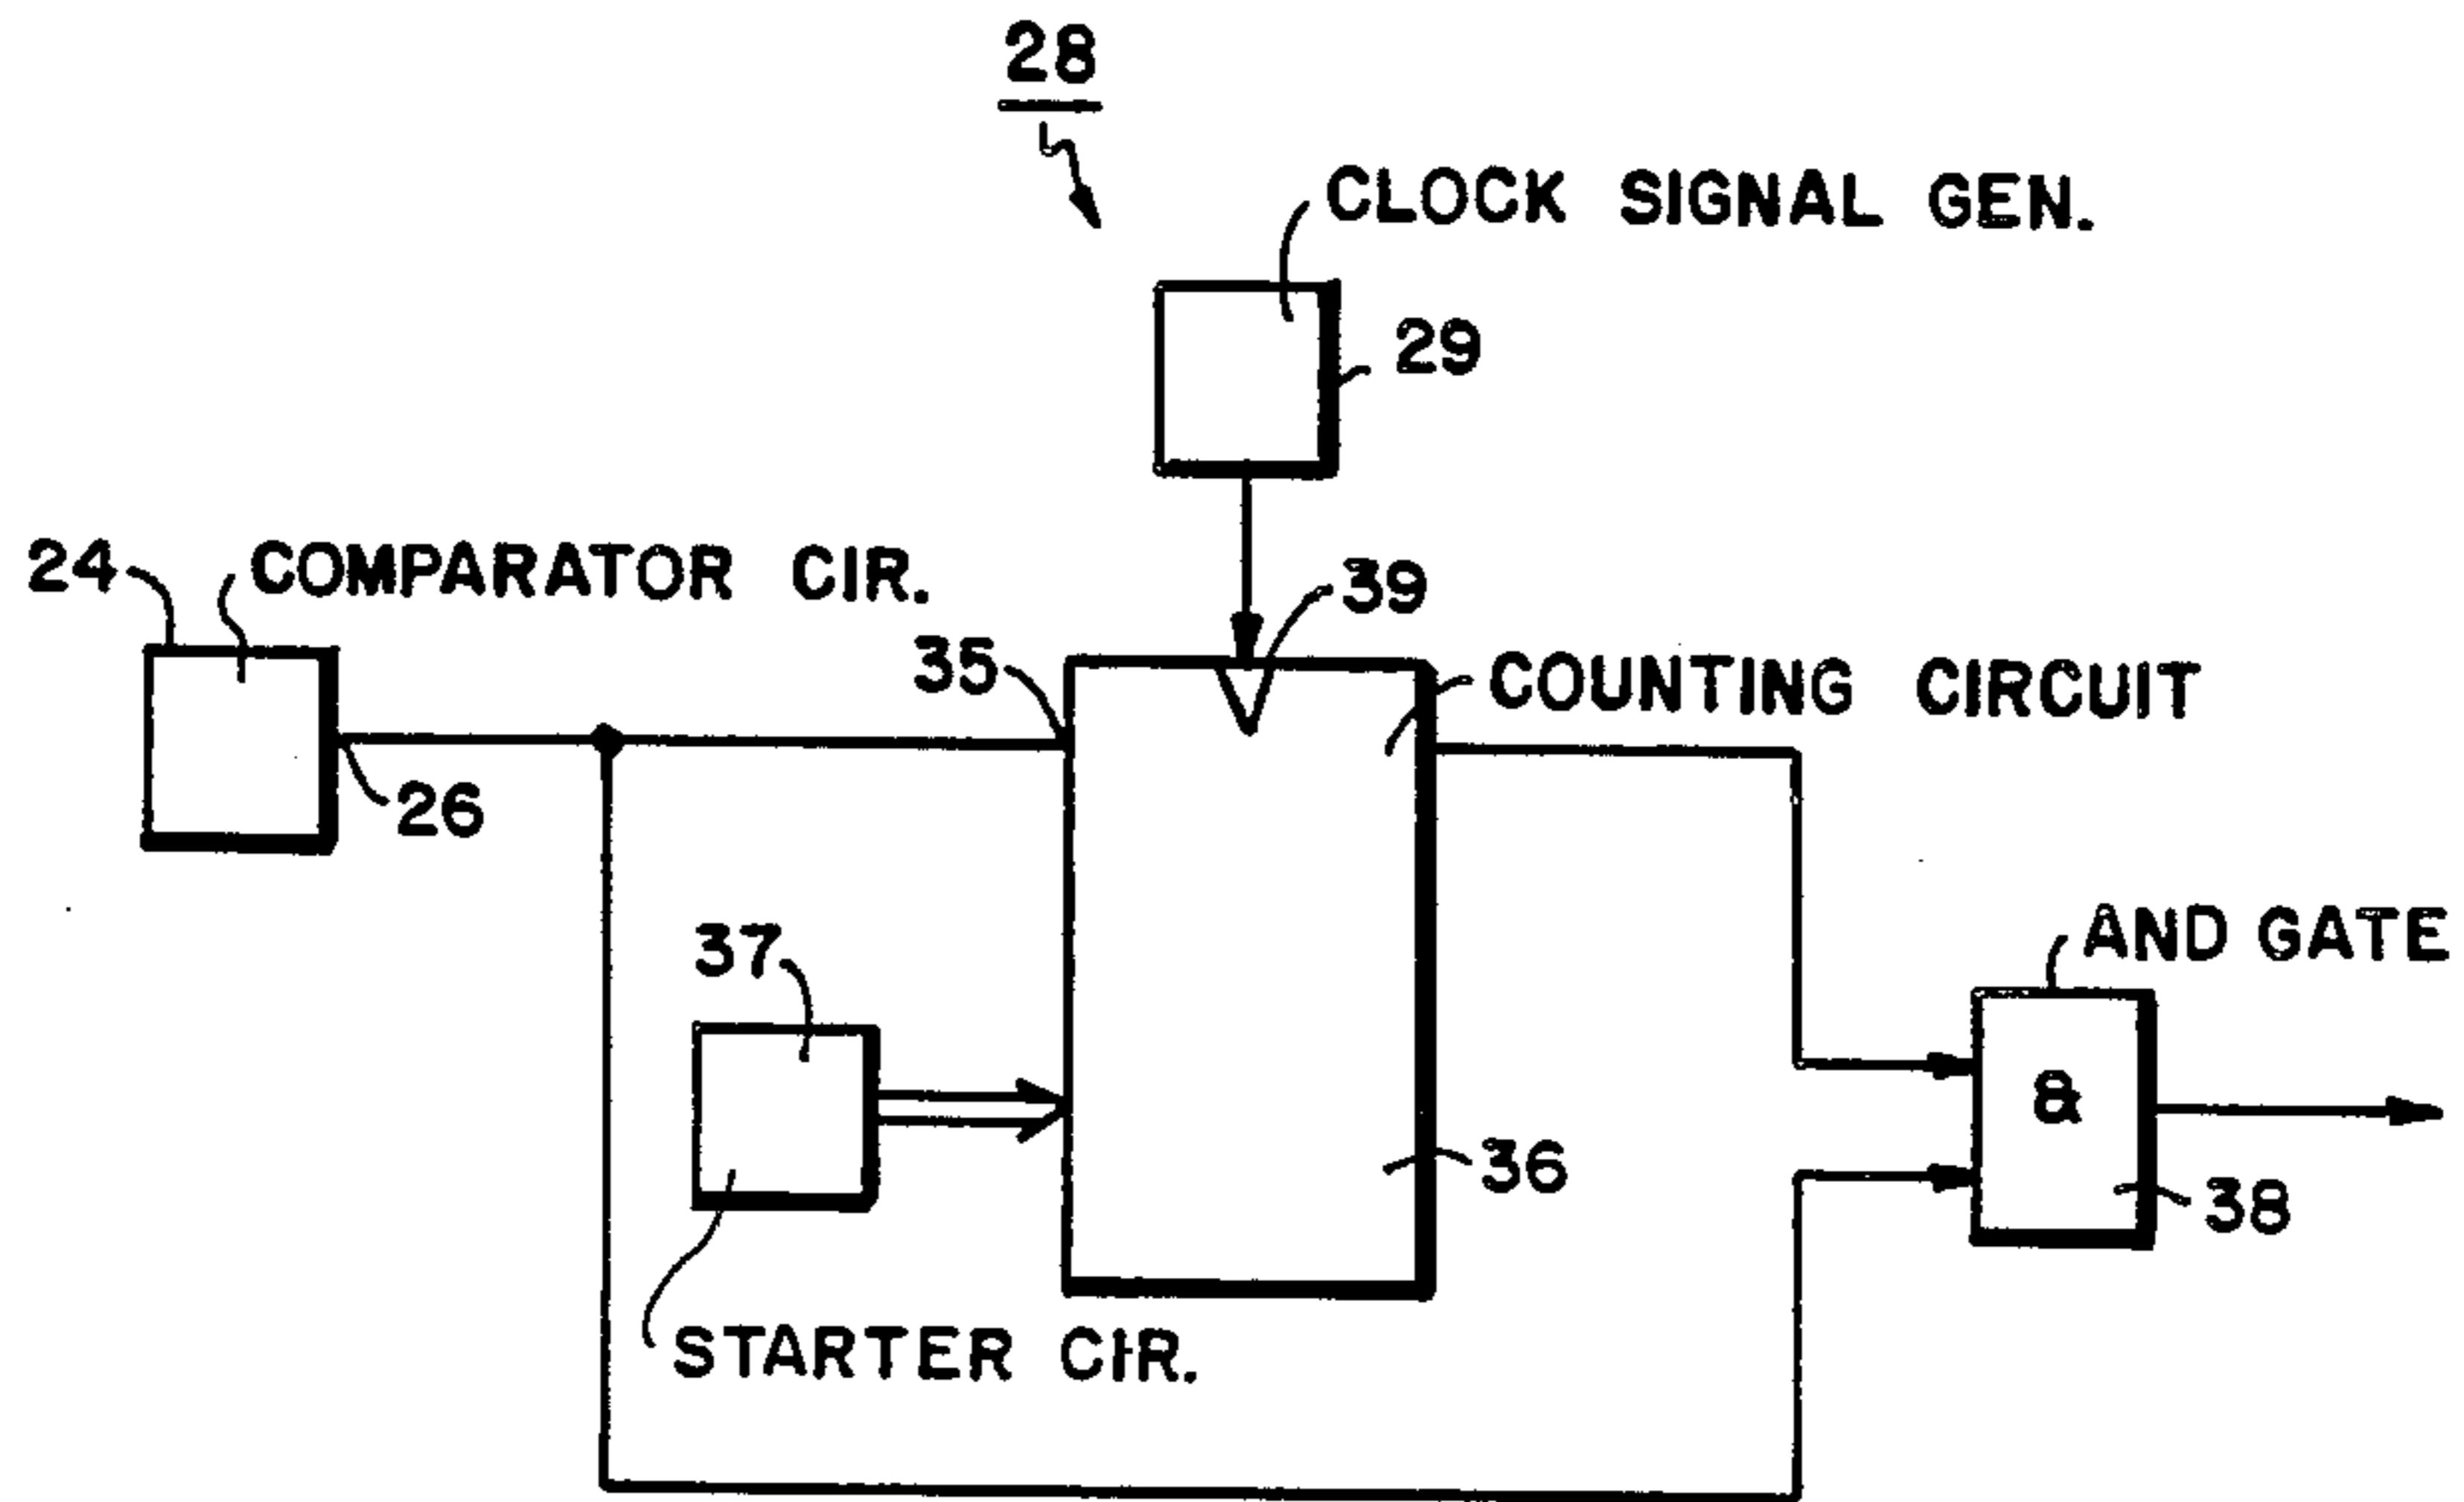 28
CLOCK SIGNAL GEN.
29
24
COMPARATOR CIR.
39
35
COUNTING CIRCUIT
26
AND GATE
37
&
36
38
STARTER CIR.